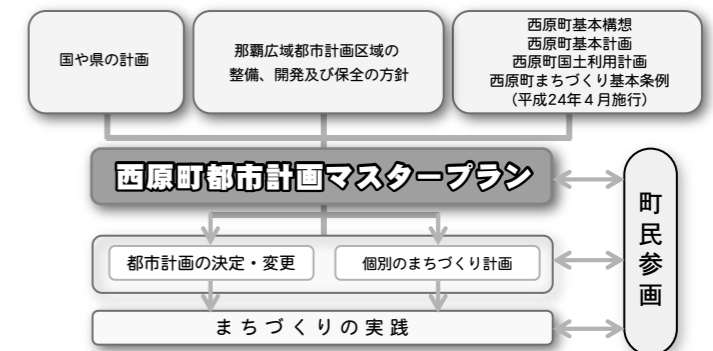 国や県の計画
那覇広域都市計画区域の
整備、開発及び保全の方針
西原町基本構想
西原町基本計画
西原町国土利用計画
西原町まちづくり基本条例
(平成24年4月施行)
西原町都市計画マスタープラン
都市計画の決定・変更
個別のまちづくり計画
まちづくりの実践
町民参画